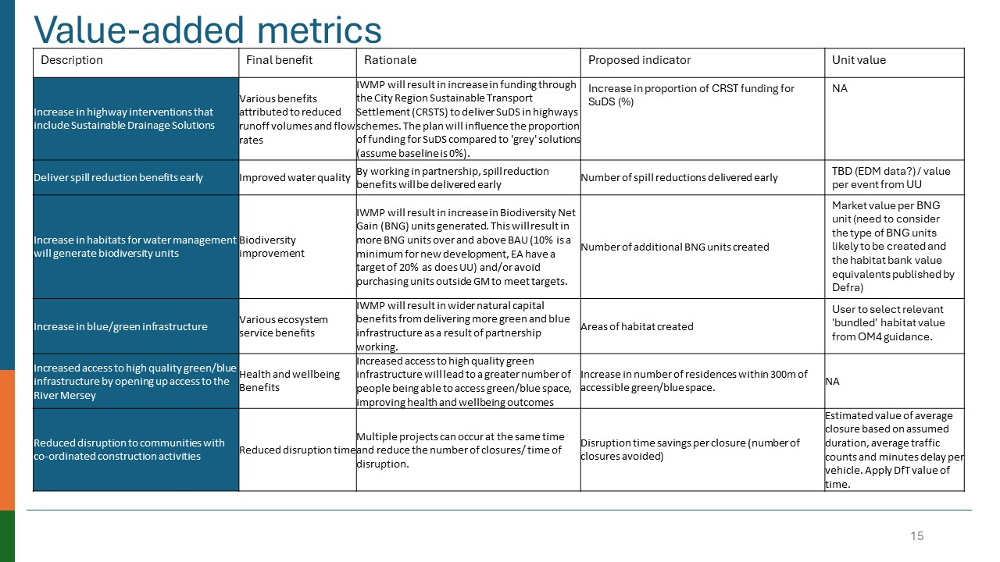 Value-added metrics
Description
Final benefit
Rationale
Proposed indicator
Unit value
Increase in highway interventions that
include Sustainable Drainage Solutions
Various benefits
attributed to reduced
runoff volumes and flow
rates
IWMP will result in increase in funding through
the City Region Sustainable Transport
Settlement (CRSTS) to deliver SuDS in highways
schemes. The plan will influence the proportion
of funding for SuDS compared to 'grey' solutions
(assume baseline is 0%).
Increase in proportion of CRST funding for
SuDS (%)
NA
Deliver spill reduction benefits early
Improved water quality
By working in partnership, spill reduction
benefits will be delivered early
Number of spill reductions delivered early
TBD (EDM data?) / value
per event from UU
Increase in habitats for water management
will generate biodiversity units
Biodiversity
improvement
IWMP will result in increase in Biodiversity Net
Gain (BNG) units generated. This will result in
more BNG units over and above BAU (10% is a
minimum for new development, EA have a
target of 20% as does UU) and/or avoid
purchasing units outside GM to meet targets.
Number of additional BNG units created
Market value per BNG
unit (need to consider
the type of BNG units
likely to be created and
the habitat bank value
equivalents published by
Defra)
Increase in blue/green infrastructure
Various ecosystem
service benefits
IWMP will result in wider natural capital
benefits from delivering more green and blue
infrastructure as a result of partnership
working.
Areas of habitat created
User to select relevant
'bundled' habitat value
from OM4 guidance.
Increased access to high quality green/blue
infrastructure by opening up access to the
River Mersey
Health and wellbeing
Benefits
Increased access to high quality green
infrastructure will lead to a greater number of
people being able to access green/blue space,
improving health and wellbeing outcomes
Increase in number of residences within 300m of
accessible green/blue space.
NA
Reduced disruption to communities with
co-ordinated construction activities
Reduced disruption time
Multiple projects can occur at the same time
and reduce the number of closures/ time of
disruption.
Disruption time savings per closure (number of
closures avoided)
Estimated value of average
closure based on assumed
duration, average traffic
counts and minutes delay per
vehicle. Apply DfT value of
time.
15